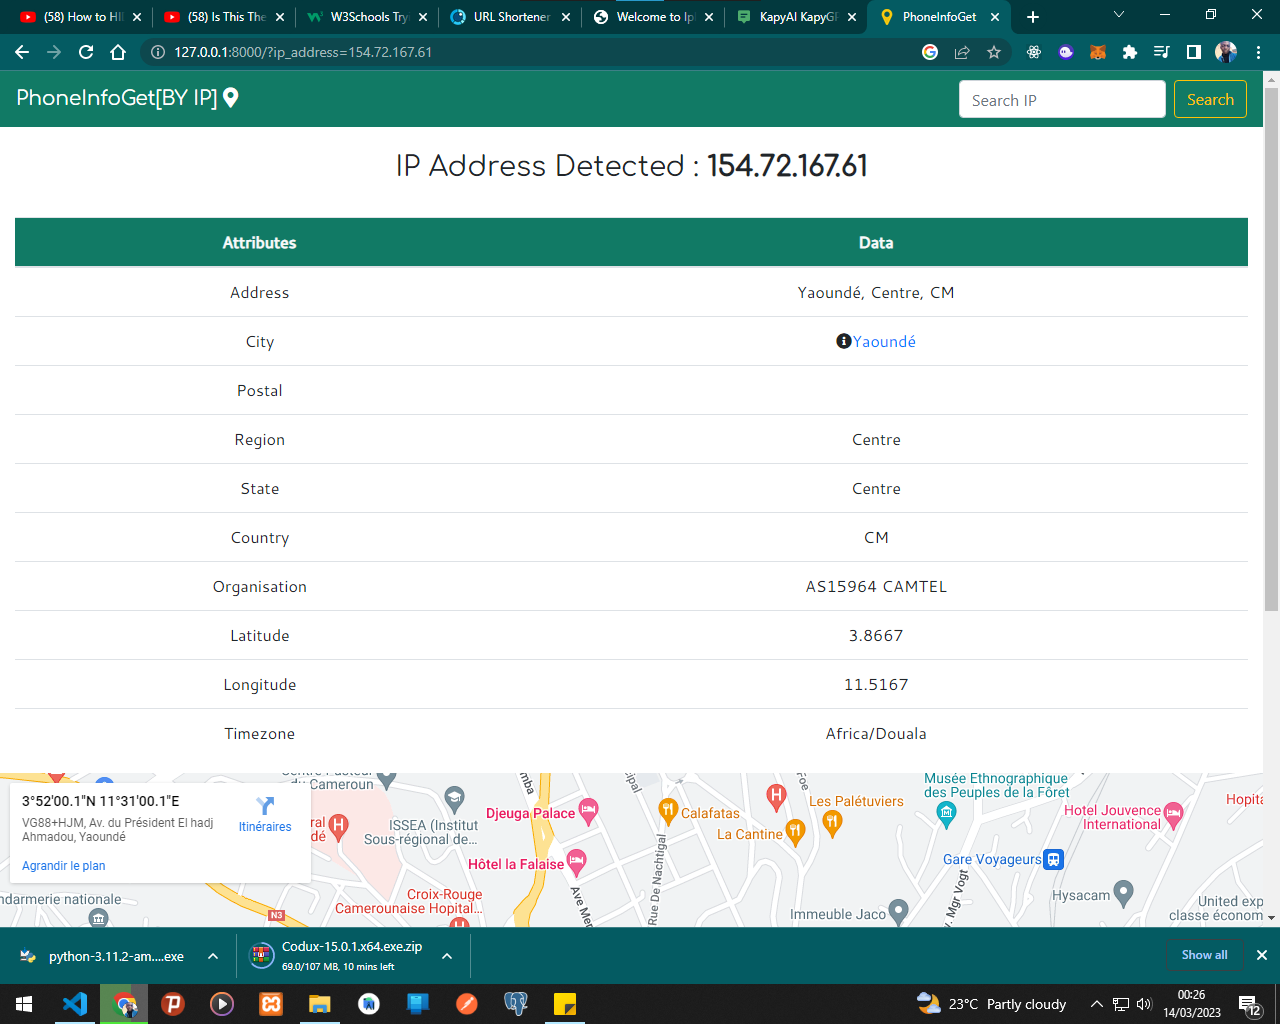 (58) How to HI
(58) Is This The
W3Schools Try
URL Shortener
Welcome to Ip
KapyAI KapyGP
PhoneInfoGet
127.0.0.1:8000/?ip_address=154.72.167.61
PhoneInfoGet[BY IP]
Search IP
Search
IP Address Detected : 154.72.167.61
Attributes Data
Address Yaoundé, Centre, CM
City Yaoundé
Postal
Region Centre
State Centre
Country CM
Organisation AS15964 CAMTEL
Latitude 3.8667
Longitude 11.5167
Timezone Africa/Douala
3°52'00.1"N 11°31'00.1"E
VG88+HJM, Av. du Président El hadj
Ahmadou, Yaoundé
Itinéraires
Agrandir le plan
du Cameroun
ISSEA (Institut
Sous-régional de...
Djeuga Palace
Hôtel la Falaise
Croix-Rouge
Camerounaise Hopital...
N3
Ave Mer
Rue De Nachtigal
Calafatas
La Cantine
Les Palétuviers
Foe
Musée Ethnographique
des Peuples de la Fôret
Hotel Jouvence
International
Hopita
Gare Voyageurs
Hysacam
Immeuble Jaco
Mgr Vogt
United exp
classe économ
ndarmerie nationale
python-3.11.2-am....exe
Codux-15.0.1.x64.exe.zip
69.0/107 MB, 10 mins left
Show all
23°C Partly cloudy
00:26
14/03/2023
12